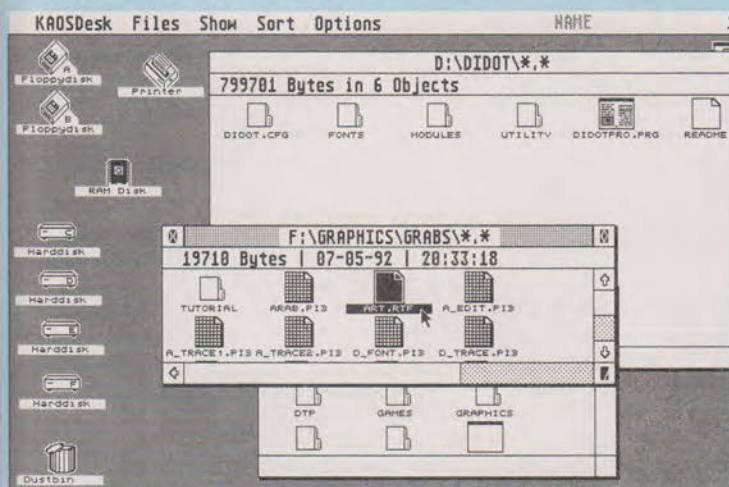 KAOSDesk Files Show Sort Options NAME
A
Floppydisk
Printer
B
Floppydisk
RAM Disk
Harddisk
Harddisk
Harddisk
Harddisk
Dustbin
D:\DIDOT\*.*
799701 Bytes in 6 Objects
DIDOT.CFG FONTS MODULES UTILITY DIDOTPRO.PRG README
F:\GRAPHICS\GRABS\*.*
19710 Bytes | 07-05-92 | 20:33:18
TUTORIAL ARAB.PI3 ART.RTF A_EDIT.PI3
A_TRACE1.PI3 A_TRACE2.PI3 D_FONT.PI3 D_TRACE.PI3
DTP GAMES GRAPHICS